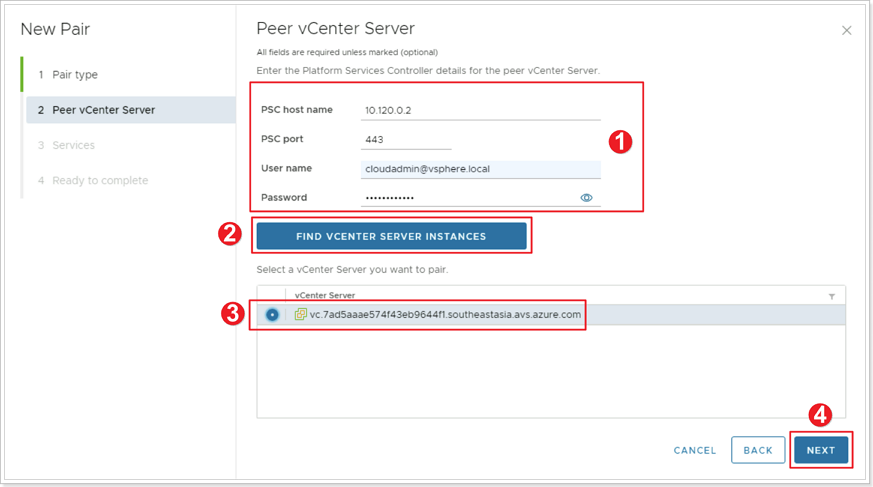 New Pair
1 Pair type
2 Peer vCenter Server
3 Services
4 Ready to complete
Peer vCenter Server
All fields are required unless marked (optional)
Enter the Platform Services Controller details for the peer vCenter Server.
PSC host name 10.120.0.2
PSC port 443
1
User name cloudadmin@vsphere.local
Password ••••••••••••
2 FIND VCENTER SERVER INSTANCES
Select a vCenter Server you want to pair.
vCenter Server
3 vc.7ad5aaae574f43eb9644f1.southeastasia.avs.azure.com
4
CANCEL BACK NEXT